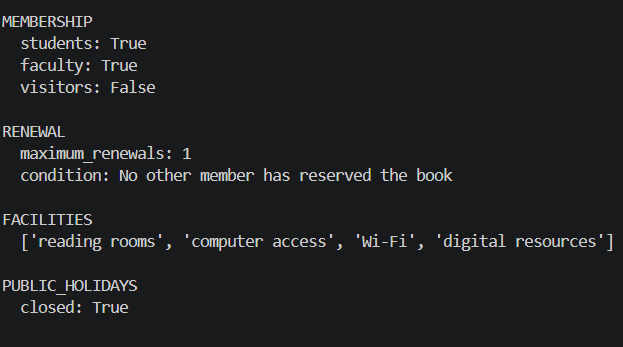 MEMBERSHIP
  students: True
  faculty: True
  visitors: False

RENEWAL
  maximum_renewals: 1
  condition: No other member has reserved the book

FACILITIES
  ['reading rooms', 'computer access', 'Wi-Fi', 'digital resources']

PUBLIC_HOLIDAYS
  closed: True